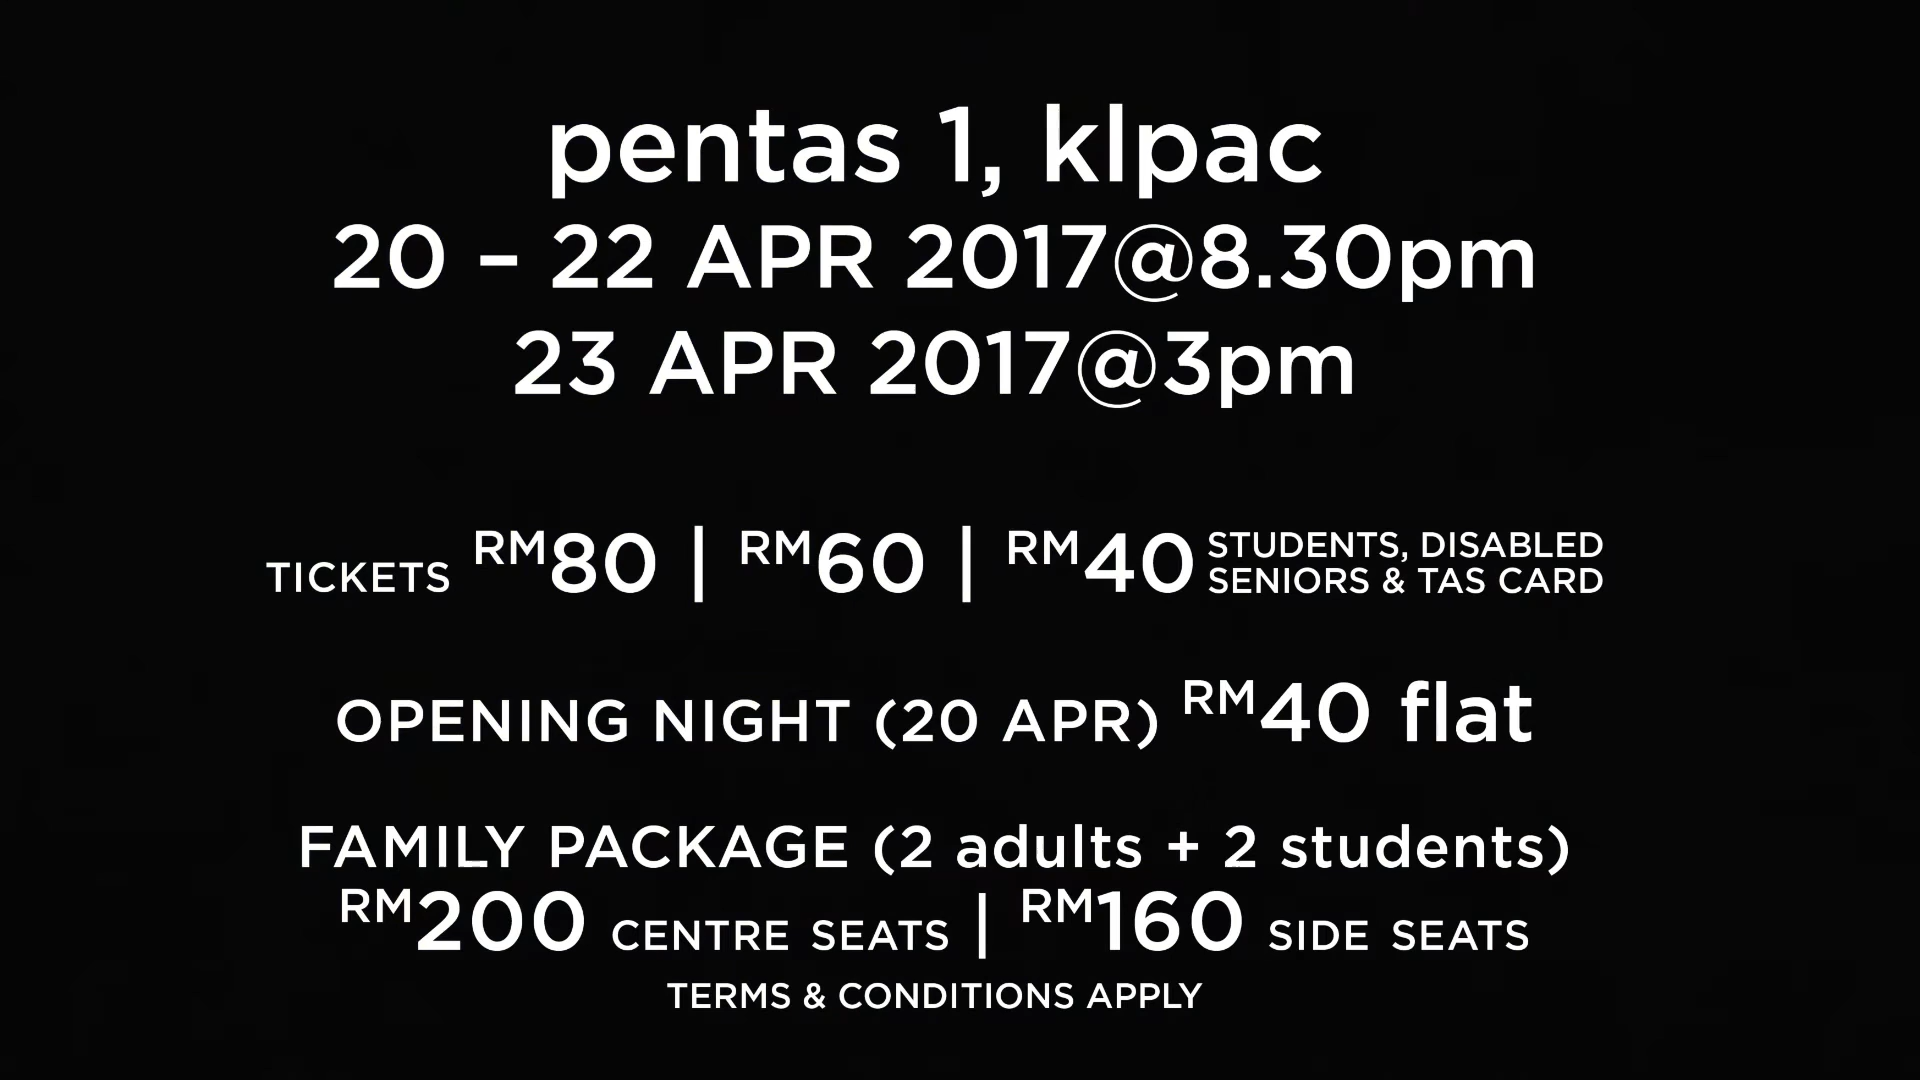 pentas 1, klpac
20 – 22 APR 2017@8.30pm
23 APR 2017@3pm
TICKETS RM80 | RM60 | RM40 STUDENTS, DISABLED
SENIORS & TAS CARD
OPENING NIGHT (20 APR) RM40 flat
FAMILY PACKAGE (2 adults + 2 students)
RM200 CENTRE SEATS | RM160 SIDE SEATS
TERMS & CONDITIONS APPLY